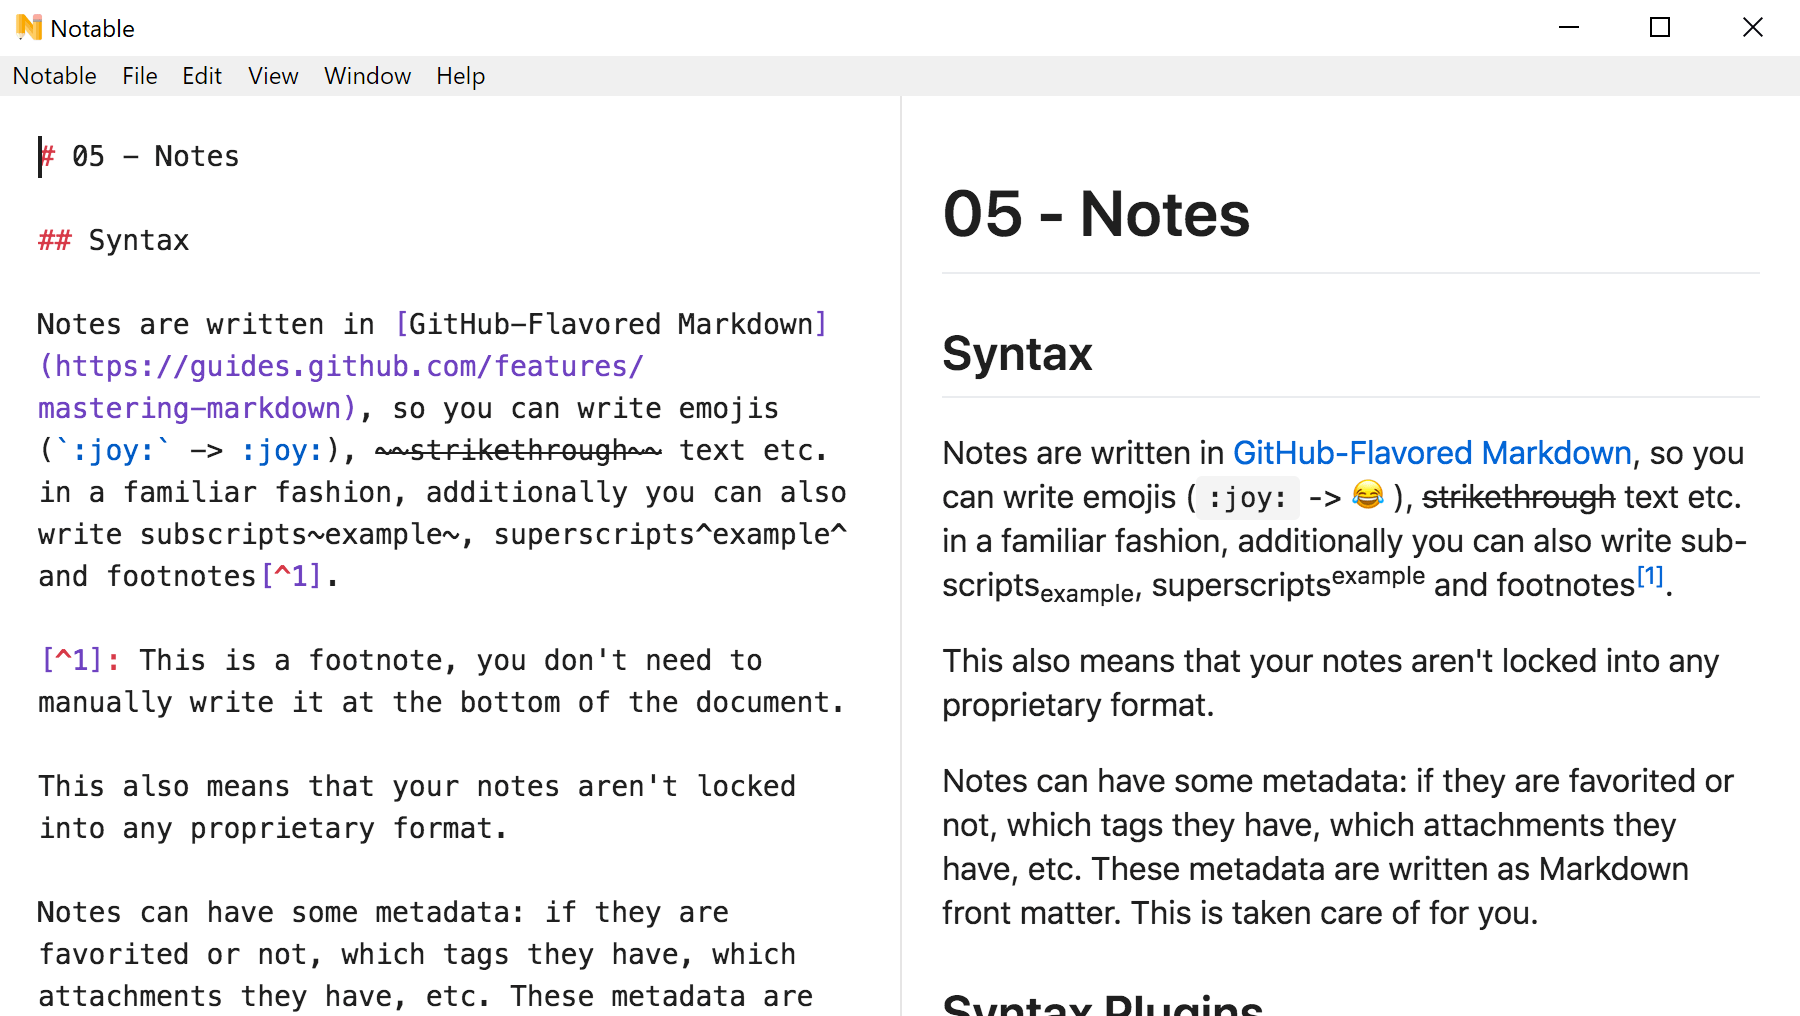 Notable
Notable File Edit View Window Help
# 05 - Notes
## Syntax
Notes are written in [GitHub-Flavored Markdown]
(https://guides.github.com/features/
mastering-markdown), so you can write emojis
(`:joy:` -> :joy:), ~~strikethrough~~ text etc.
in a familiar fashion, additionally you can also
write subscripts~example~, superscripts^example^
and footnotes[^1].
[^1]: This is a footnote, you don't need to
manually write it at the bottom of the document.
This also means that your notes aren't locked
into any proprietary format.
Notes can have some metadata: if they are
favorited or not, which tags they have, which
attachments they have, etc. These metadata are
05 - Notes
Syntax
Notes are written in GitHub-Flavored Markdown, so you
can write emojis ( :joy: -> 😂 ), strikethrough text etc.
in a familiar fashion, additionally you can also write sub-
scriptsexample, superscriptsexample and footnotes[1].
This also means that your notes aren't locked into any
proprietary format.
Notes can have some metadata: if they are favorited or
not, which tags they have, which attachments they
have, etc. These metadata are written as Markdown
front matter. This is taken care of for you.
Syntax Plugins